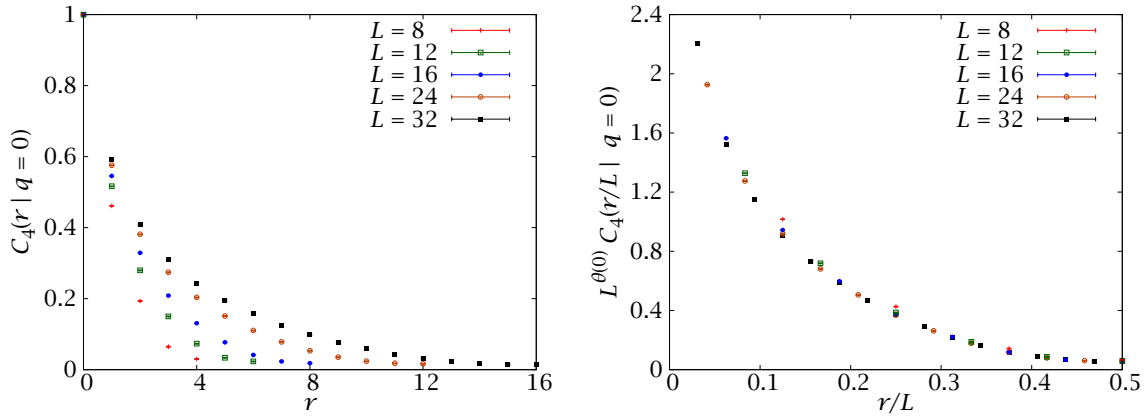 C₄(r | q = 0)
1
0.8
0.6
0.4
0.2
0
0 4 8 12 16
r
L = 8
L = 12
L = 16
L = 24
L = 32
L^θ(0) C₄(r/L | q = 0)
2.4
2
1.6
1.2
0.8
0.4
0
0 0.1 0.2 0.3 0.4 0.5
r/L
L = 8
L = 12
L = 16
L = 24
L = 32